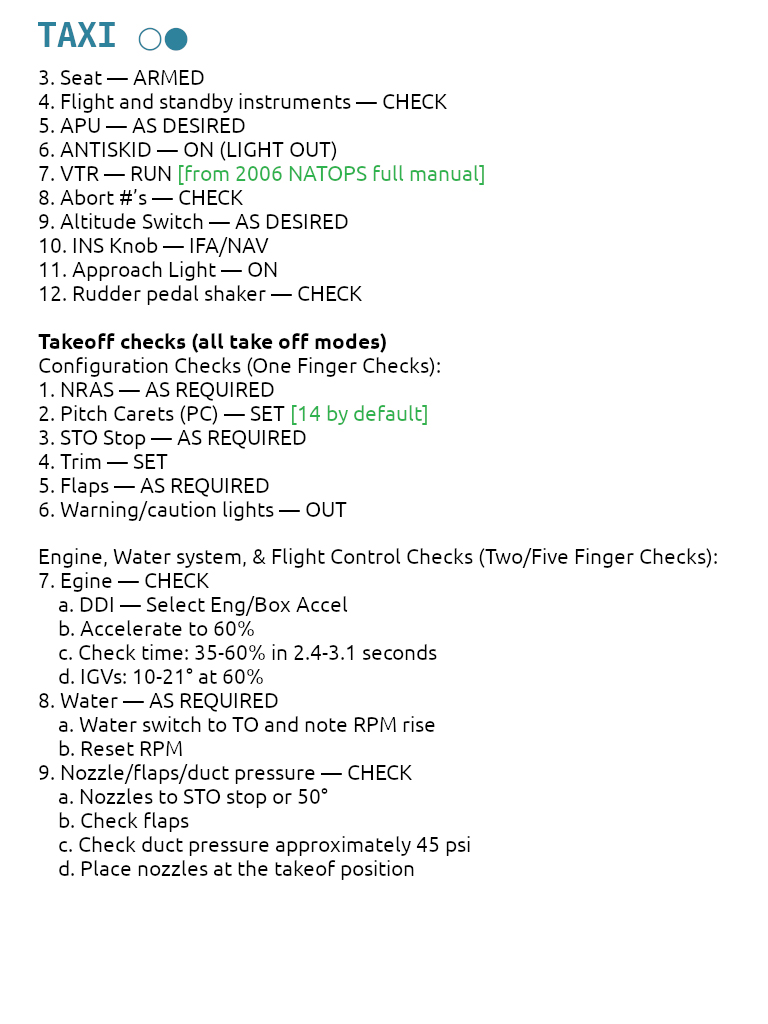 TAXI ○●
3. Seat — ARMED
4. Flight and standby instruments — CHECK
5. APU — AS DESIRED
6. ANTISKID — ON (LIGHT OUT)
7. VTR — RUN [from 2006 NATOPS full manual]
8. Abort #’s — CHECK
9. Altitude Switch — AS DESIRED
10. INS Knob — IFA/NAV
11. Approach Light — ON
12. Rudder pedal shaker — CHECK
Takeoff checks (all take off modes)
Configuration Checks (One Finger Checks):
1. NRAS — AS REQUIRED
2. Pitch Carets (PC) — SET [14 by default]
3. STO Stop — AS REQUIRED
4. Trim — SET
5. Flaps — AS REQUIRED
6. Warning/caution lights — OUT
Engine, Water system, & Flight Control Checks (Two/Five Finger Checks):
7. Egine — CHECK
a. DDI — Select Eng/Box Accel
b. Accelerate to 60%
c. Check time: 35-60% in 2.4-3.1 seconds
d. IGVs: 10-21° at 60%
8. Water — AS REQUIRED
a. Water switch to TO and note RPM rise
b. Reset RPM
9. Nozzle/flaps/duct pressure — CHECK
a. Nozzles to STO stop or 50°
b. Check flaps
c. Check duct pressure approximately 45 psi
d. Place nozzles at the takeof position